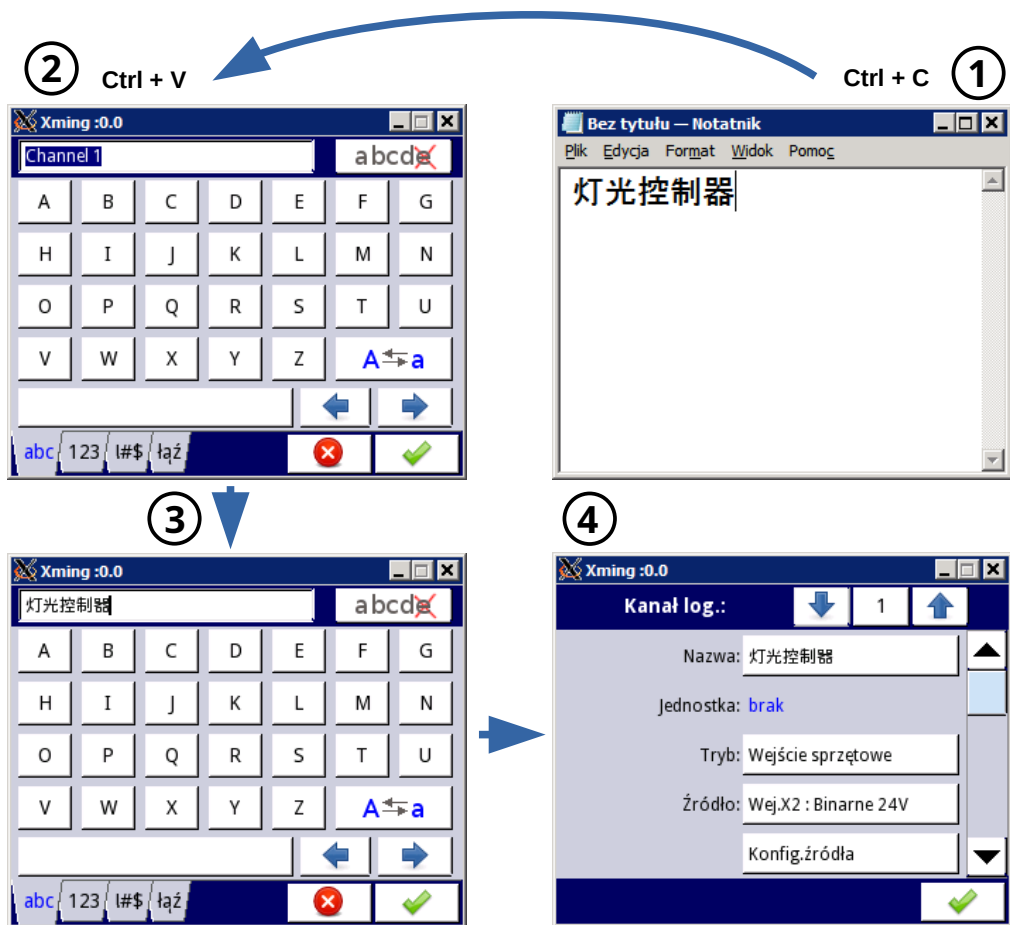 2 Ctrl + V
Ctrl + C 1
Xming :0.0
Channel 1
abcde
A B C D E F G
H I J K L M N
O P Q R S T U
V W X Y Z A a
abc 123 !#$ łąź
Bez tytułu — Notatnik
Plik Edycja Format Widok Pomoc
灯光控制器
3
Xming :0.0
灯光控制器
abcde
A B C D E F G
H I J K L M N
O P Q R S T U
V W X Y Z A a
abc 123 !#$ łąź
4
Xming :0.0
Kanał log.: 1
Nazwa: 灯光控制器
Jednostka: brak
Tryb: Wejście sprzętowe
Źródło: Wej.X2 : Binarne 24V
Konfig.źródła